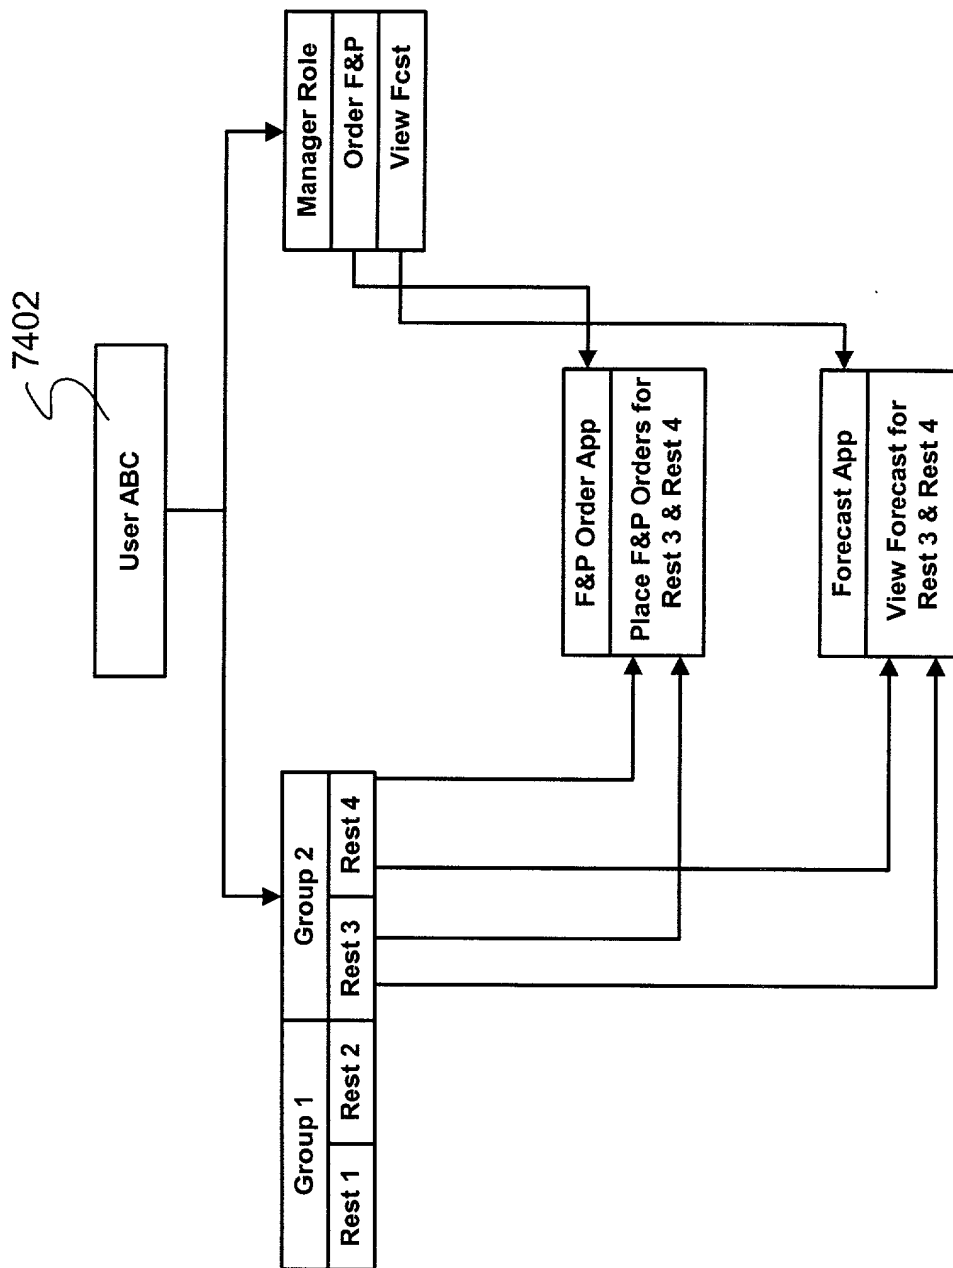 7402
User ABC
Group 1
Group 2
Rest 1
Rest 2
Rest 3
Rest 4
Manager Role
Order F&P
View Fcst
F&P Order App
Place F&P Orders for
Rest 3 & Rest 4
Forecast App
View Forecast for
Rest 3 & Rest 4